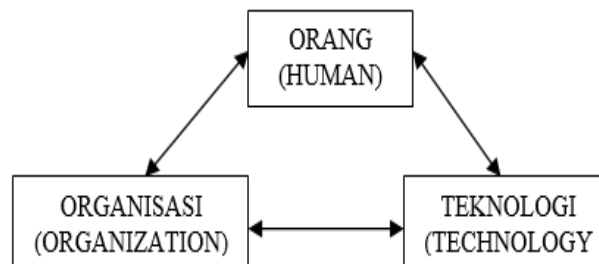 ORANG
(HUMAN)
ORGANISASI
(ORGANIZATION)
TEKNOLOGI
(TECHNOLOGY